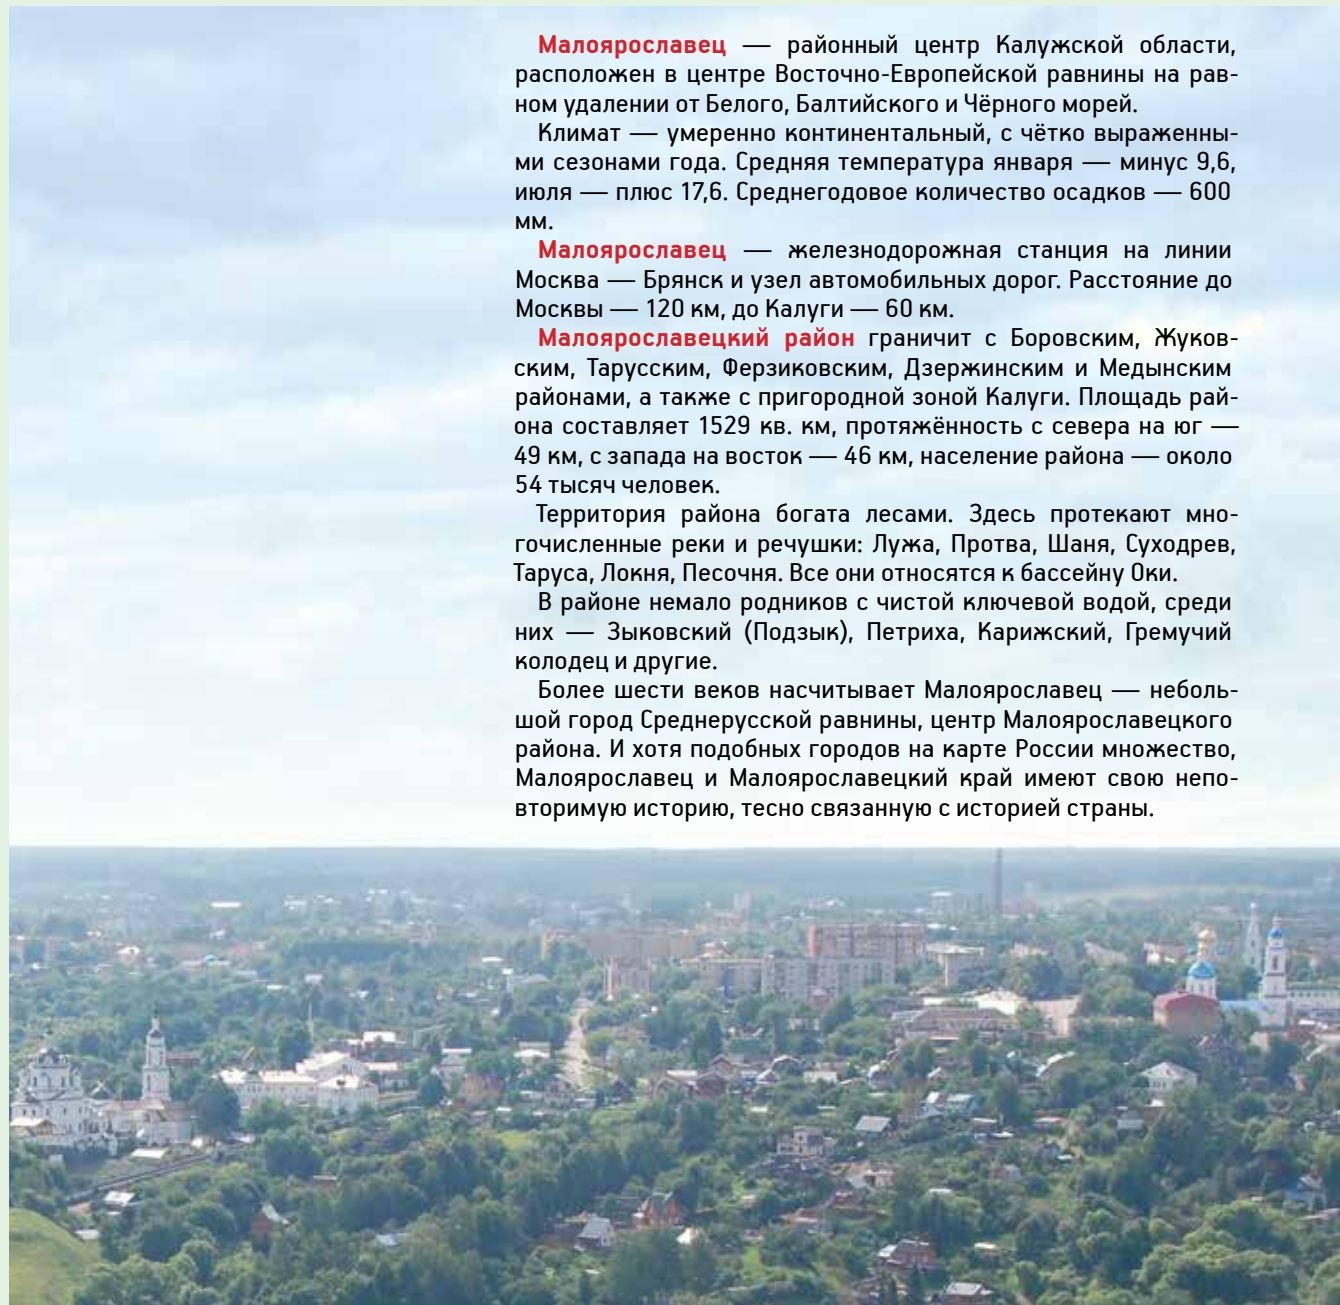 Малоярославец — районный центр Калужской области,
расположен в центре Восточно-Европейской равнины на рав-
ном удалении от Белого, Балтийского и Чёрного морей.
Климат — умеренно континентальный, с чётко выраженны-
ми сезонами года. Средняя температура января — минус 9,6,
июля — плюс 17,6. Среднегодовое количество осадков — 600
мм.
Малоярославец — железнодорожная станция на линии
Москва — Брянск и узел автомобильных дорог. Расстояние до
Москвы — 120 км, до Калуги — 60 км.
Малоярославецкий район граничит с Боровским, Жуков-
ским, Тарусским, Ферзиковским, Дзержинским и Медынским
районами, а также с пригородной зоной Калуги. Площадь рай-
она составляет 1529 кв. км, протяжённость с севера на юг —
49 км, с запада на восток — 46 км, население района — около
54 тысяч человек.
Территория района богата лесами. Здесь протекают мно-
гочисленные реки и речушки: Лужа, Протва, Шаня, Суходрев,
Таруса, Локня, Песочня. Все они относятся к бассейну Оки.
В районе немало родников с чистой ключевой водой, среди
них — Зыковский (Подзык), Петриха, Карижский, Гремучий
колодец и другие.
Более шести веков насчитывает Малоярославец — неболь-
шой город Среднерусской равнины, центр Малоярославецкого
района. И хотя подобных городов на карте России множество,
Малоярославец и Малоярославецкий край имеют свою непо-
вторимую историю, тесно связанную с историей страны.